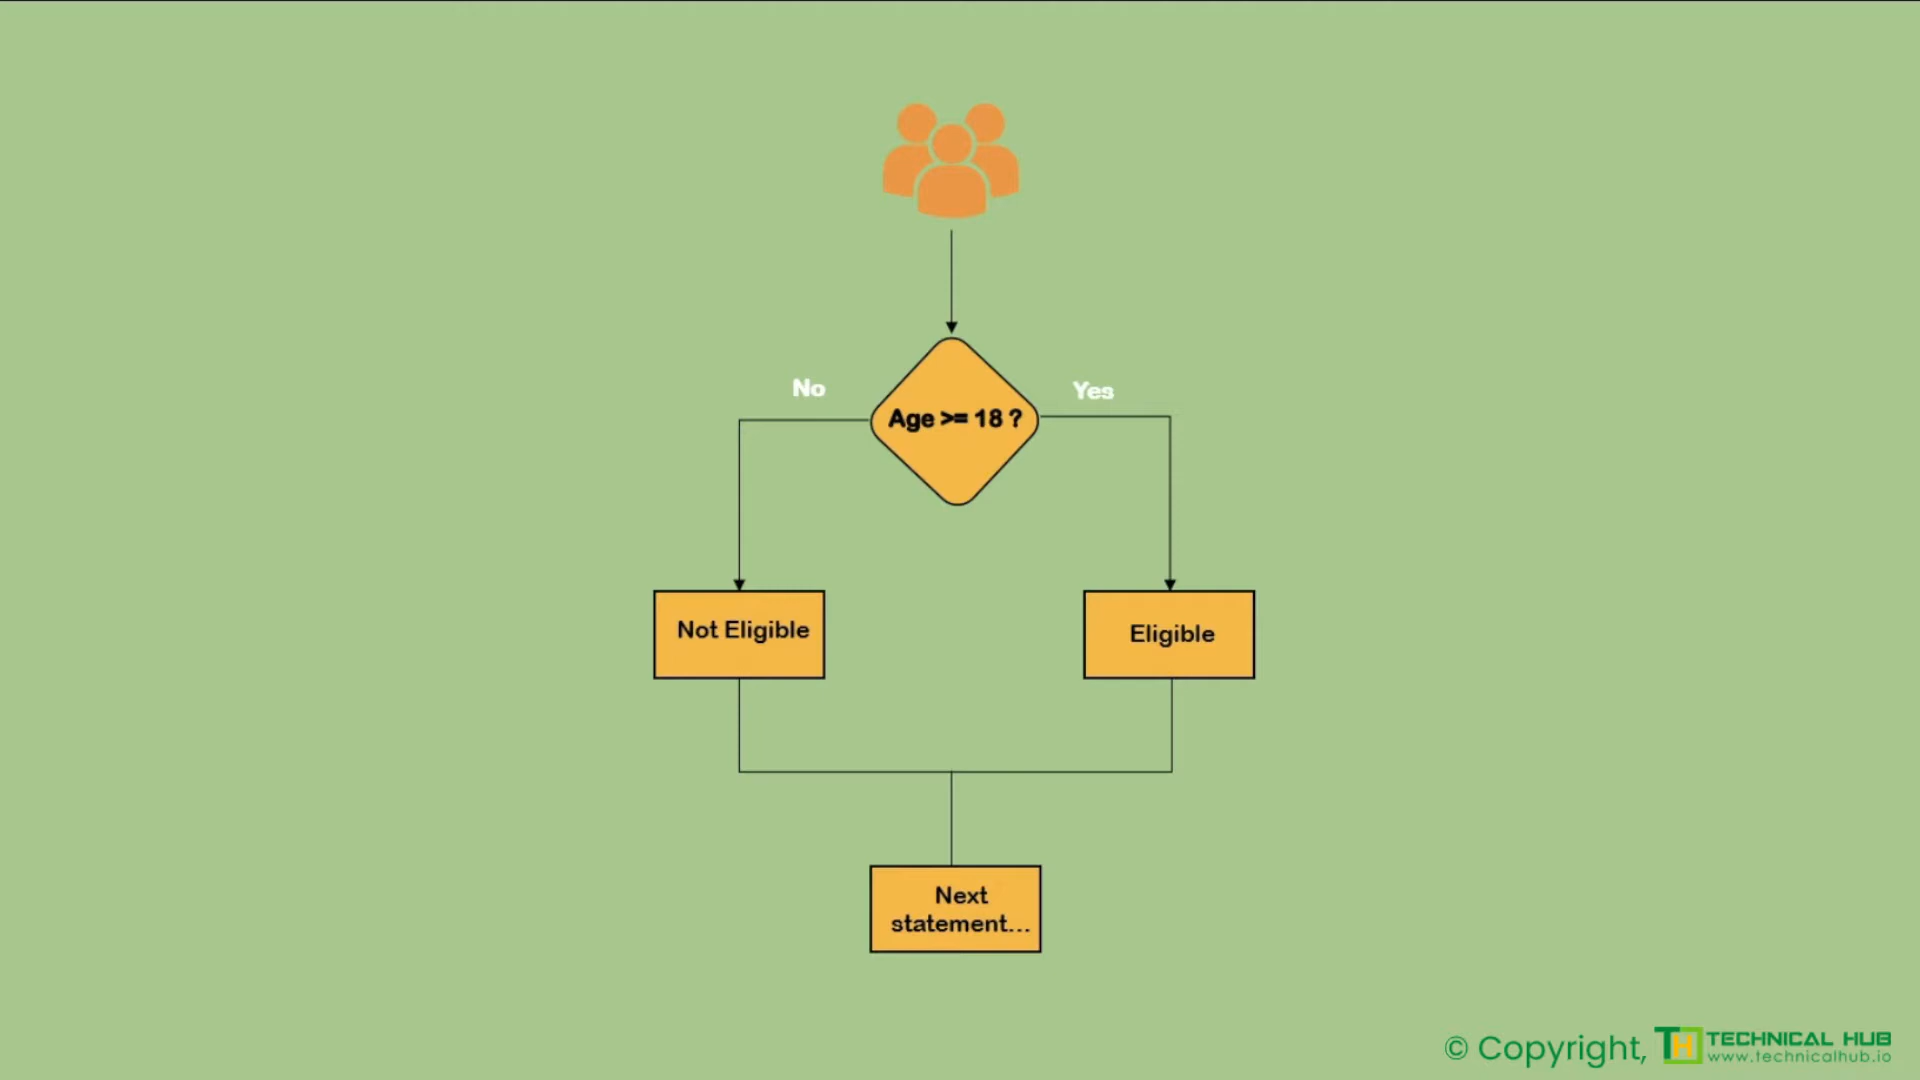 No
Yes
Age >= 18 ?
Not Eligible
Eligible
Next
statement...
© Copyright, TH TECHNICAL HUB
www.technicalhub.io